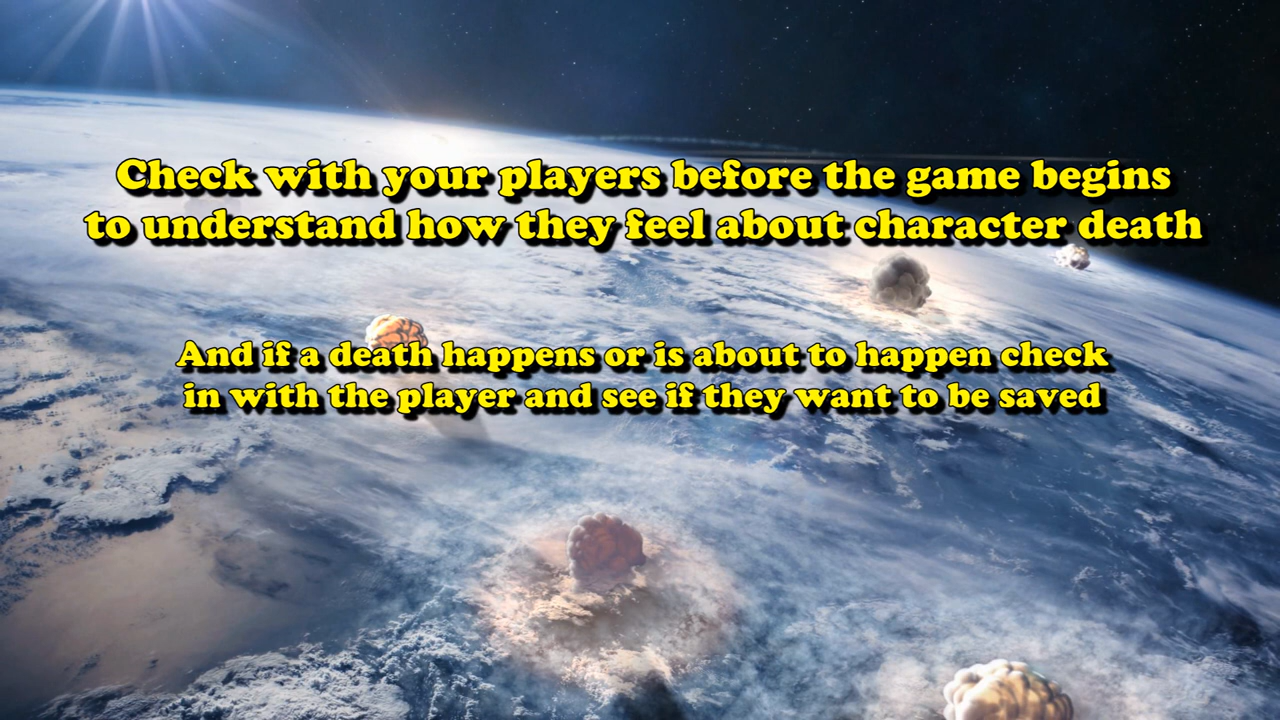 Check with your players before the game begins
to understand how they feel about character death
And if a death happens or is about to happen check
in with the player and see if they want to be saved